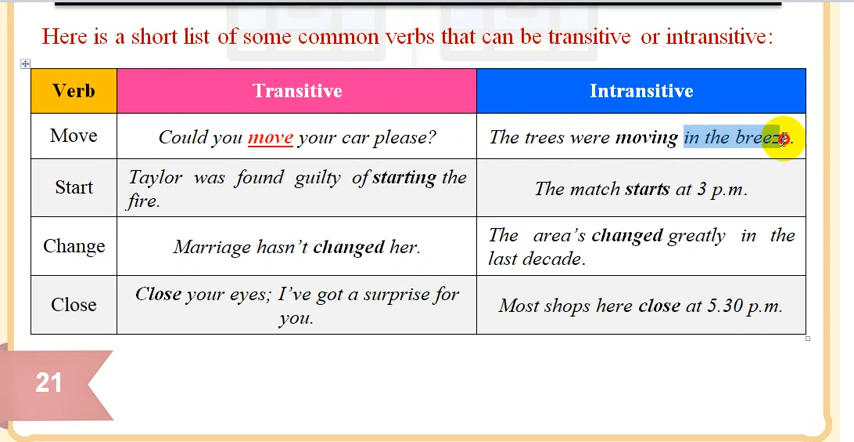 Here is a short list of some common verbs that can be transitive or intransitive:
Verb
Transitive
Intransitive
Move
Could you move your car please?
The trees were moving in the breeze.
Start
Taylor was found guilty of starting the
fire.
The match starts at 3 p.m.
Change
Marriage hasn't changed her.
The area's changed greatly in the
last decade.
Close
Close your eyes; I've got a surprise for
you.
Most shops here close at 5.30 p.m.
21